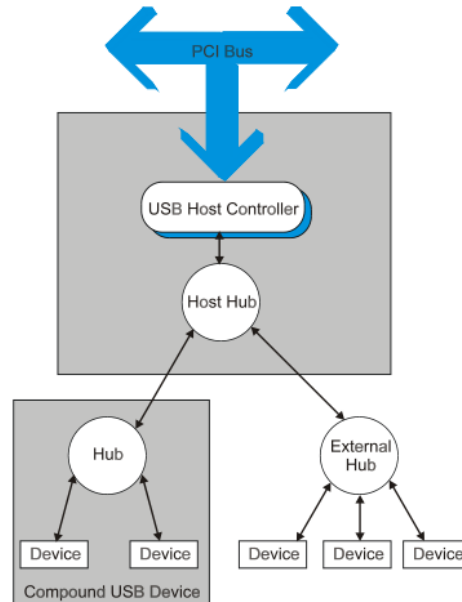 PCI Bus
USB Host Controller
Host Hub
Hub
External
Hub
Device
Device
Device
Device
Device
Compound USB Device